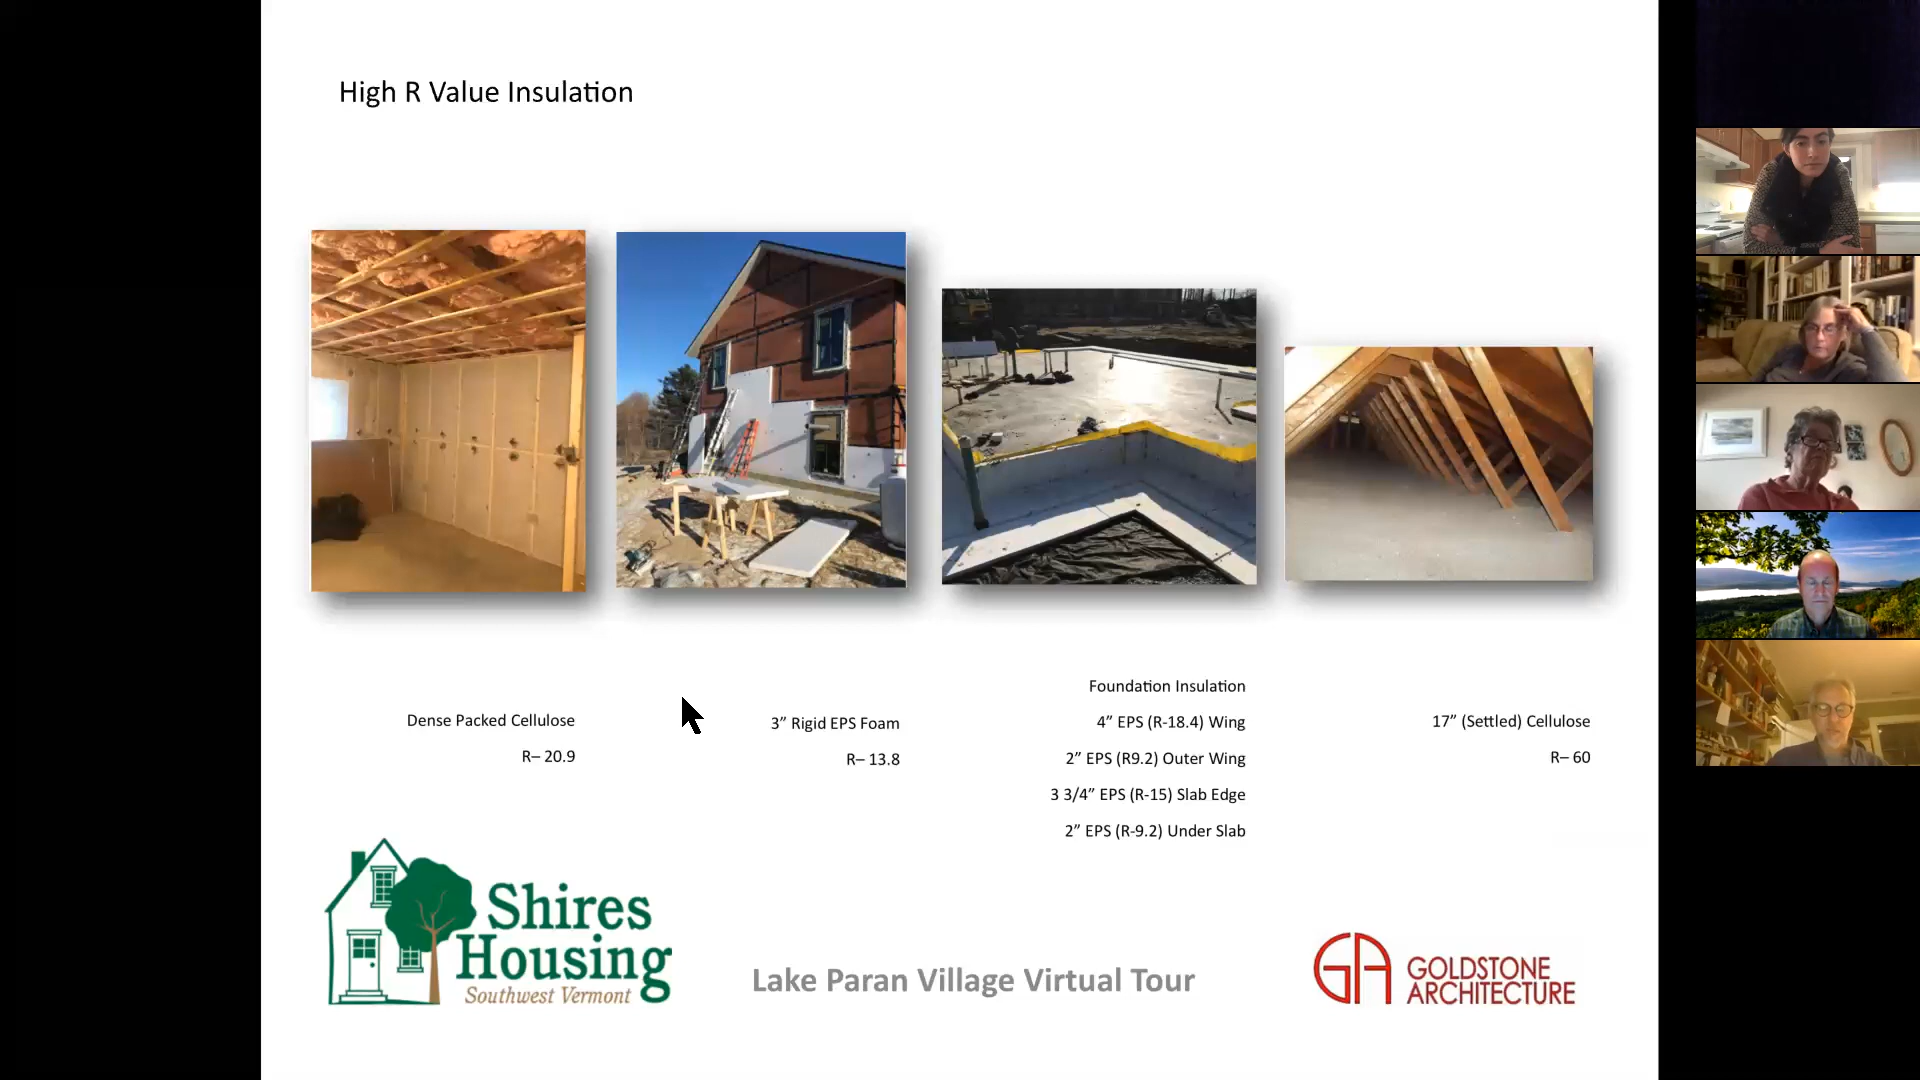 High R Value Insulation
Dense Packed Cellulose
R– 20.9
3” Rigid EPS Foam
R– 13.8
Foundation Insulation
4” EPS (R-18.4) Wing
2” EPS (R9.2) Outer Wing
3 3/4” EPS (R-15) Slab Edge
2” EPS (R-9.2) Under Slab
17” (Settled) Cellulose
R– 60
Shires
Housing
Southwest Vermont
Lake Paran Village Virtual Tour
GA
GOLDSTONE
ARCHITECTURE